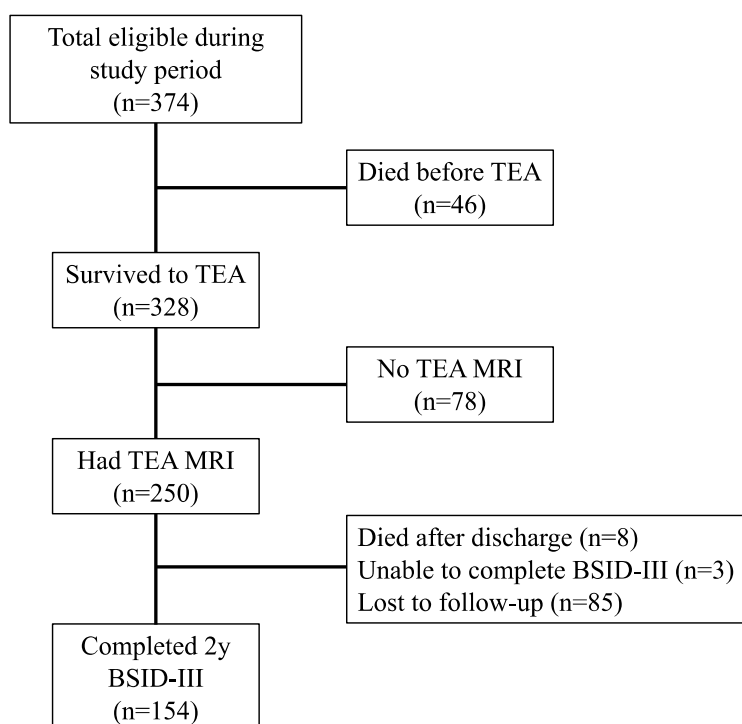 Total eligible during
study period
(n=374)
Died before TEA
(n=46)
Survived to TEA
(n=328)
No TEA MRI
(n=78)
Had TEA MRI
(n=250)
Died after discharge (n=8)
Unable to complete BSID-III (n=3)
Lost to follow-up (n=85)
Completed 2y
BSID-III
(n=154)